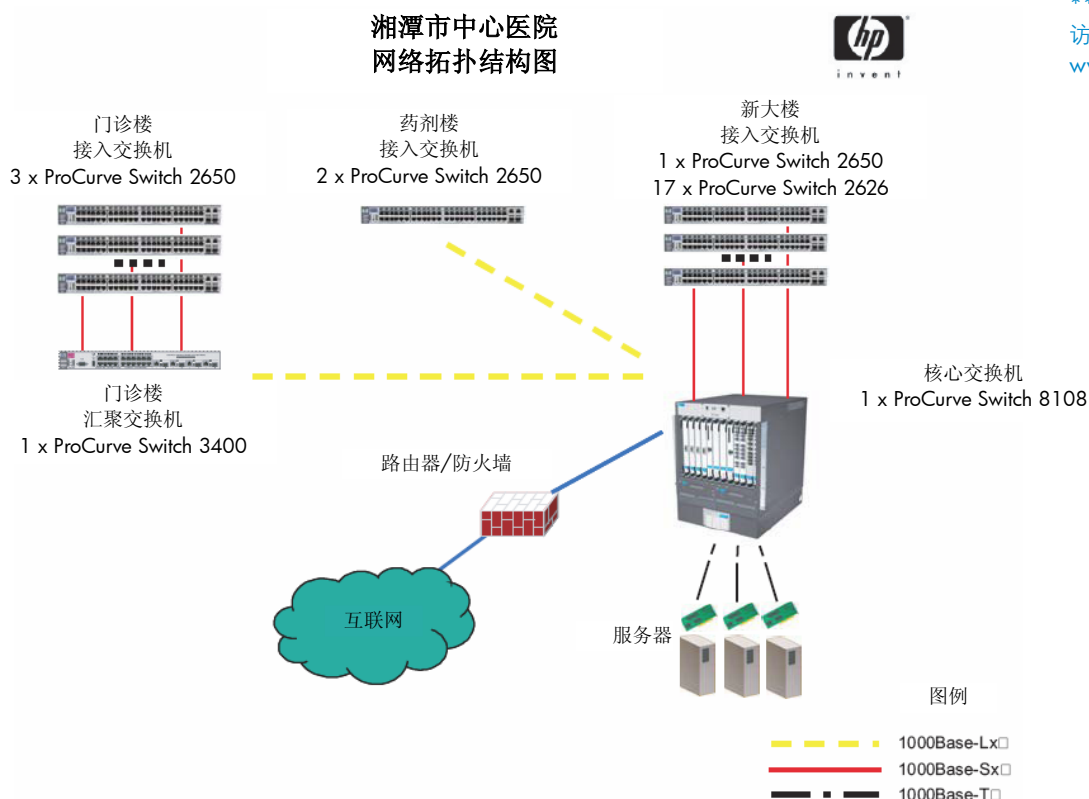 湘潭市中心医院
网络拓扑结构图
hp
invent
访
门诊楼
接入交换机
3 x ProCurve Switch 2650
药剂楼
接入交换机
2 x ProCurve Switch 2650
新大楼
接入交换机
1 x ProCurve Switch 2650
17 x ProCurve Switch 2626
门诊楼
汇聚交换机
1 x ProCurve Switch 3400
核心交换机
1 x ProCurve Switch 8108
路由器/防火墙
互联网
服务器
图例
1000Base-Lx□
1000Base-Sx□
1000Base-T□